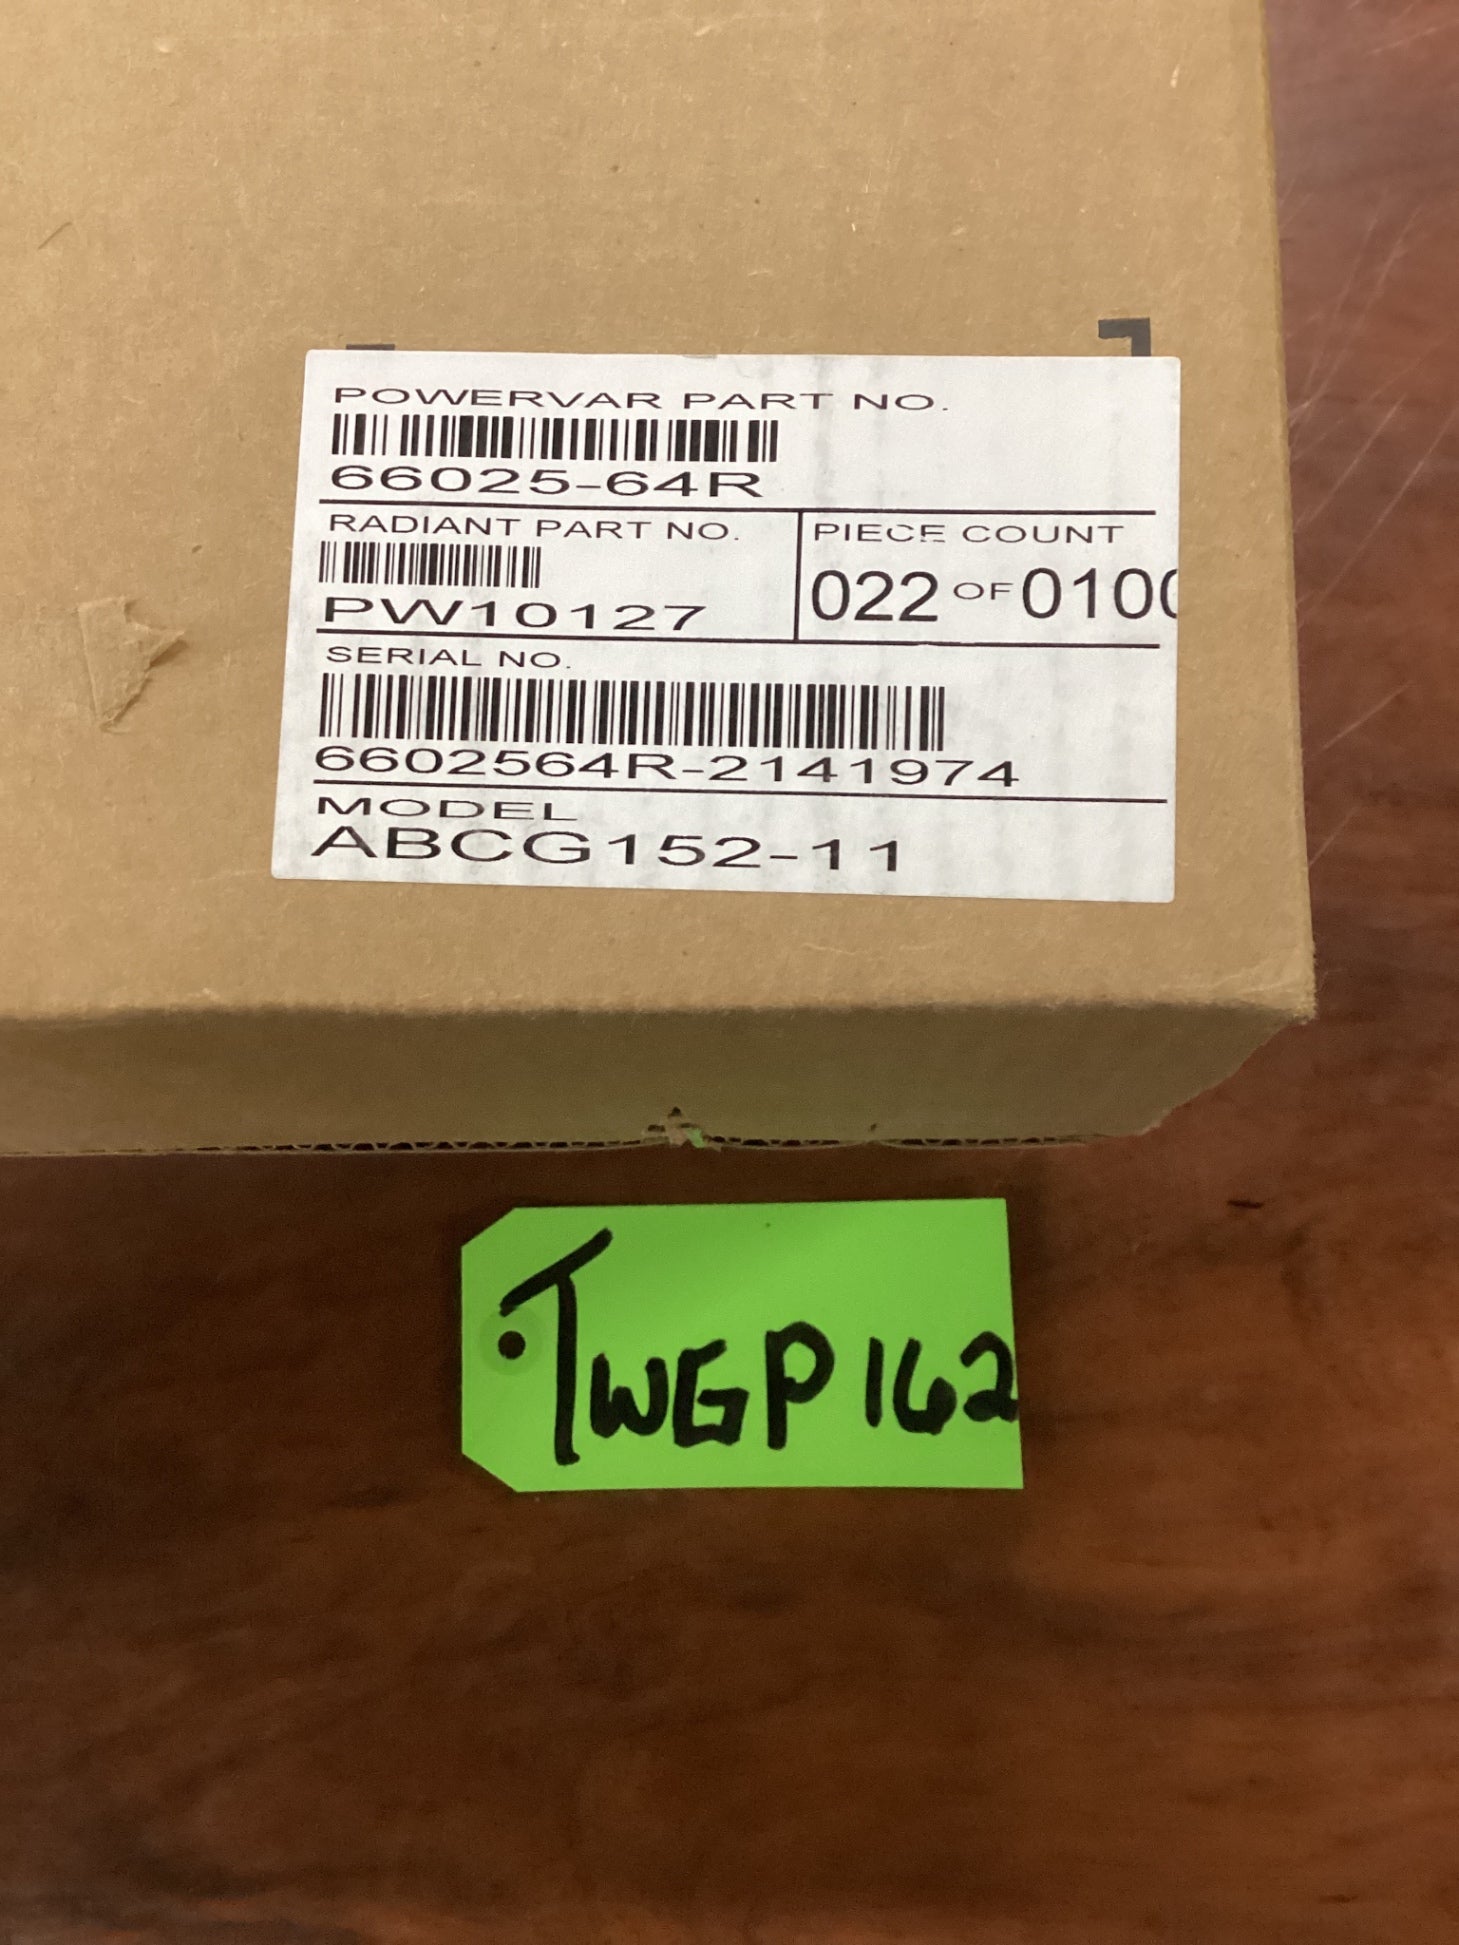 POWERVAR PART NO.
66025-64R
RADIANT PART NO.
PW10127
PIECE COUNT
022 OF 0100
SERIAL NO.
6602564R-2141974
MODEL
ABCG152-11
TWGP162